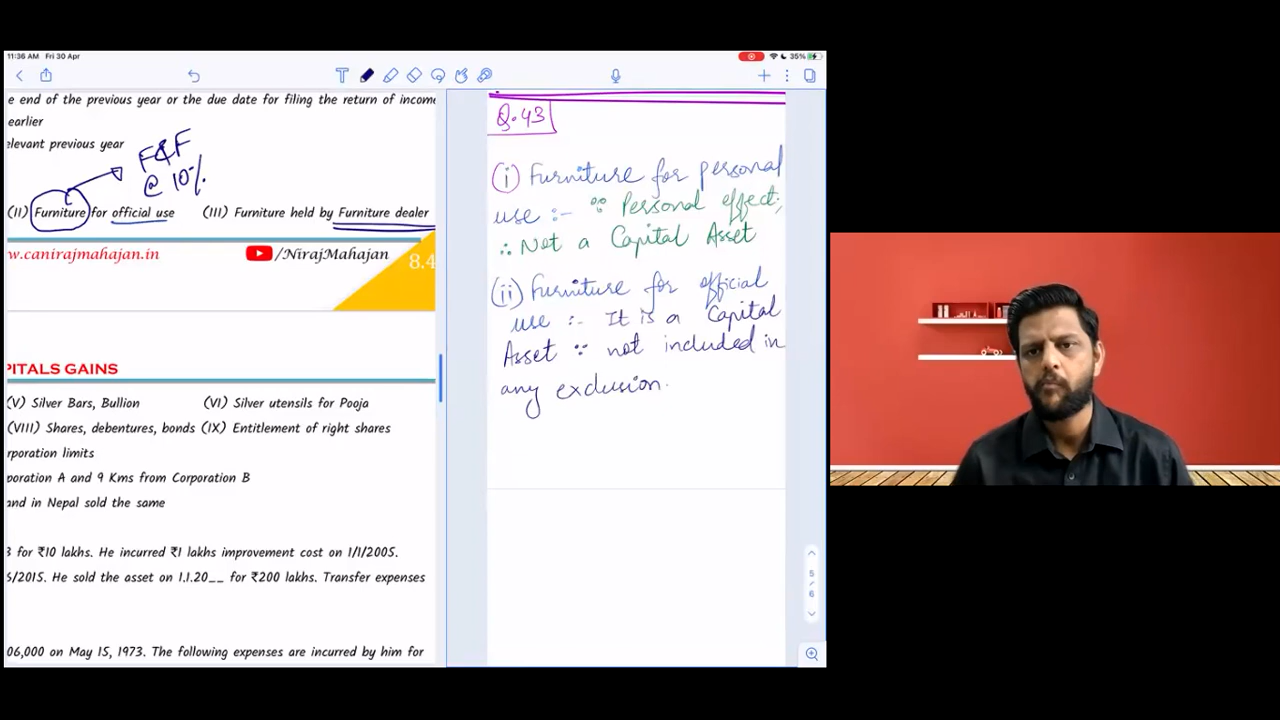 11:36 AM Fri 30 Apr
35%
e end of the previous year or the due date for filing the return of income
earlier
elevant previous year
F&F
@ 10%.
(II) Furniture for official use (III) Furniture held by Furniture dealer
w.canirajmahajan.in /NirajMahajan 8.4
PITALS GAINS
(V) Silver Bars, Bullion (VI) Silver utensils for Pooja
(VIII) Shares, debentures, bonds (IX) Entitlement of right shares
rporation limits
poration A and 9 Kms from Corporation B
and in Nepal sold the same
3 for ₹10 lakhs. He incurred ₹1 lakhs improvement cost on 1/1/2005.
6/2015. He sold the asset on 1.1.20__ for ₹200 lakhs. Transfer expenses
06,000 on May 15, 1973. The following expenses are incurred by him for
Q.43
(i) Furniture for personal
use :- ∵ Personal effect;
∴ Not a Capital Asset
(ii) Furniture for official
use :- It is a Capital
Asset ∵ not included in
any exclusion.
5
/
6